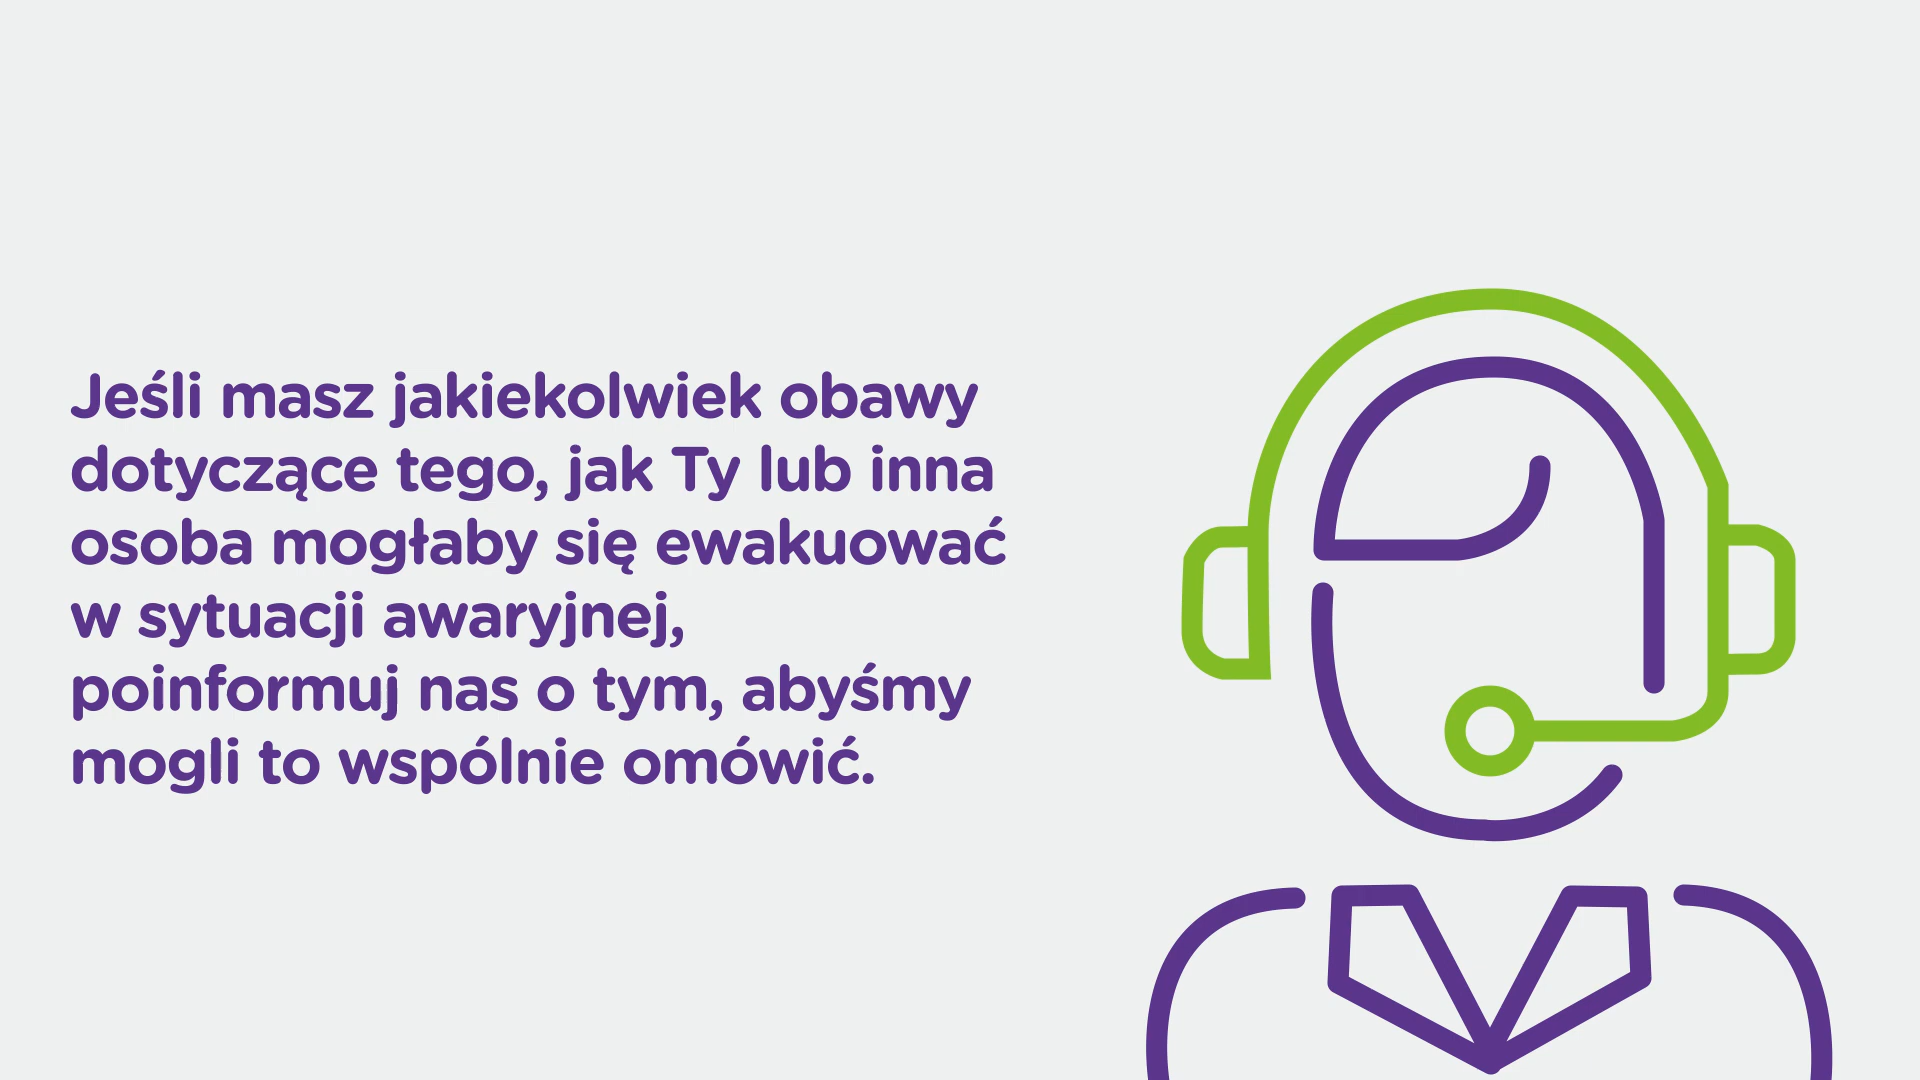 Jeśli masz jakiekolwiek obawy
dotyczące tego, jak Ty lub inna
osoba mogłaby się ewakuować
w sytuacji awaryjnej,
poinformuj nas o tym, abyśmy
mogli to wspólnie omówić.